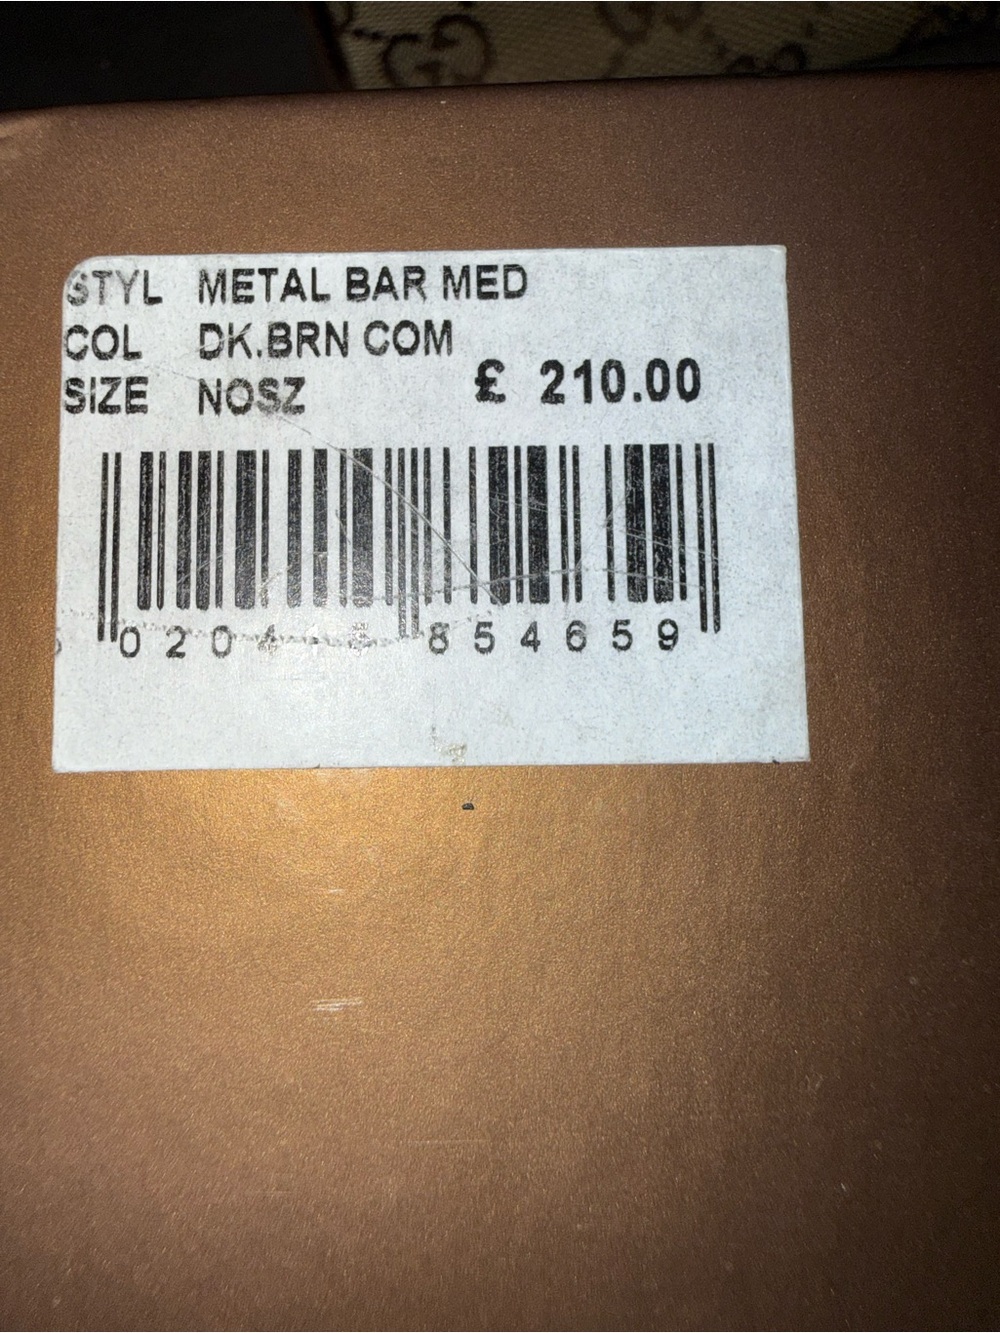 STYL METAL BAR MED
COL DK.BRN COM
SIZE NOSZ £ 210.00
854659